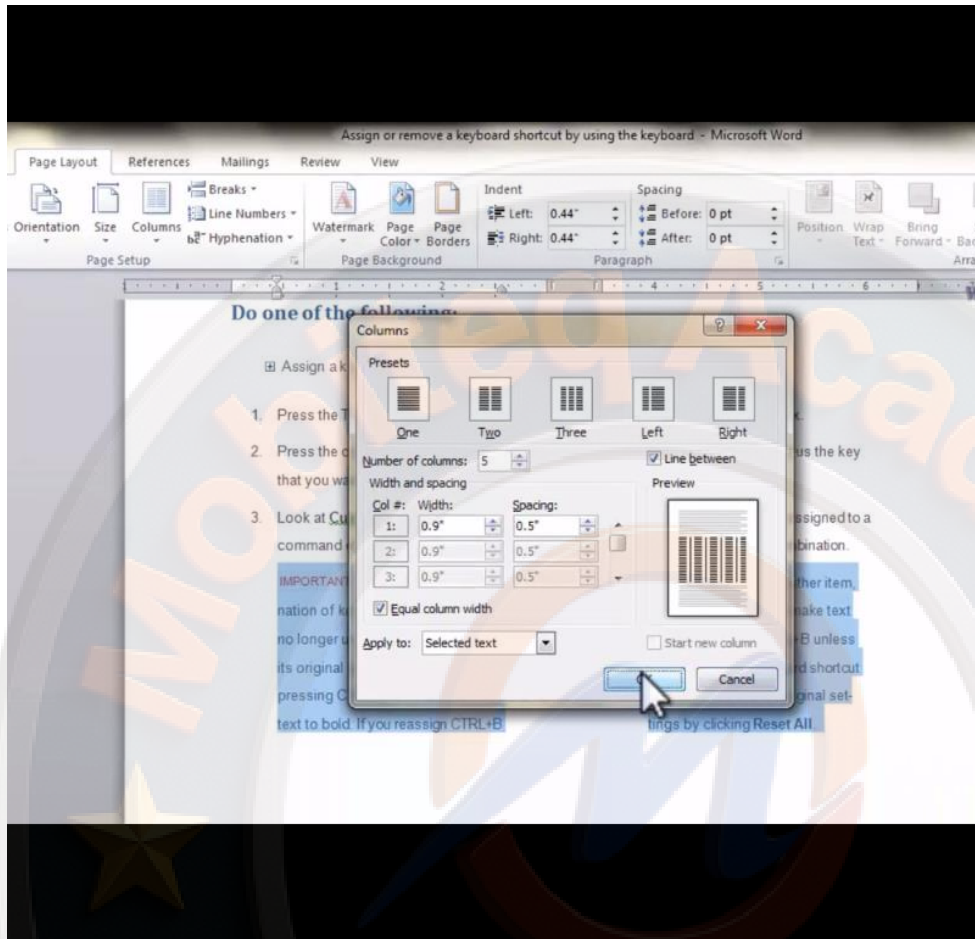 Assign or remove a keyboard shortcut by using the keyboard - Microsoft Word
Page Layout References Mailings Review View
Orientation Size Columns
Breaks
Line Numbers
Hyphenation
Page Setup
Watermark Page Color Page Borders
Page Background
Indent
Left: 0.44"
Right: 0.44"
Spacing
Before: 0 pt
After: 0 pt
Paragraph
Position Wrap Text Bring Forward
1 2 4 5 6
Do one of the following:
Assign a k
1. Press the T
2. Press the us the key
that you wa
3. Look at Cu ssigned to a
command bination.
IMPORTANT ther item,
nation of k make text
no longer u +B unless
its original d shortcut
pressing C ginal set-
text to bold. If you reassign CTRL+B tings by clicking Reset All.
Columns
Presets
One Two Three Left Right
Number of columns: 5
Line between
Width and spacing
Preview
Col #: Width: Spacing:
1: 0.9" 0.5"
2: 0.9" 0.5"
3: 0.9" 0.5"
Equal column width
Apply to: Selected text
Start new column
Cancel
Mobiteq Aca